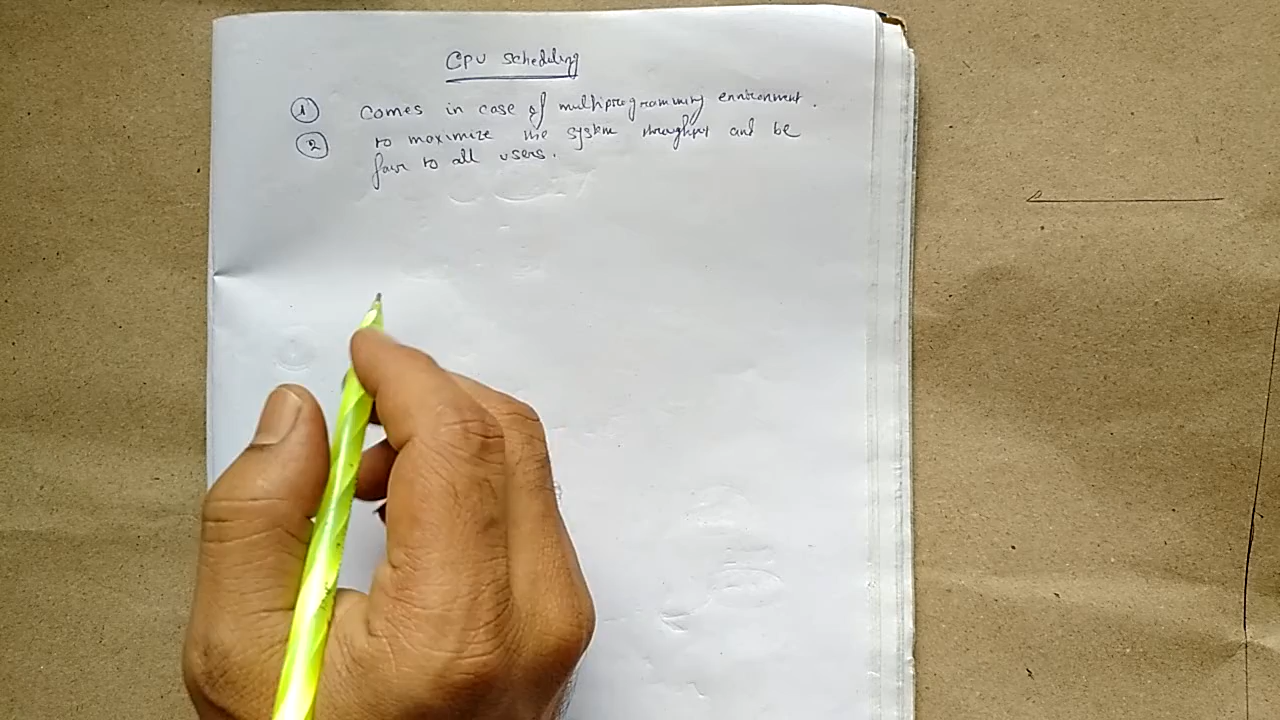 CPU scheduling
1 Comes in case of multiprogramming environment.
2 to maximize the system throughput and be
fair to all users.